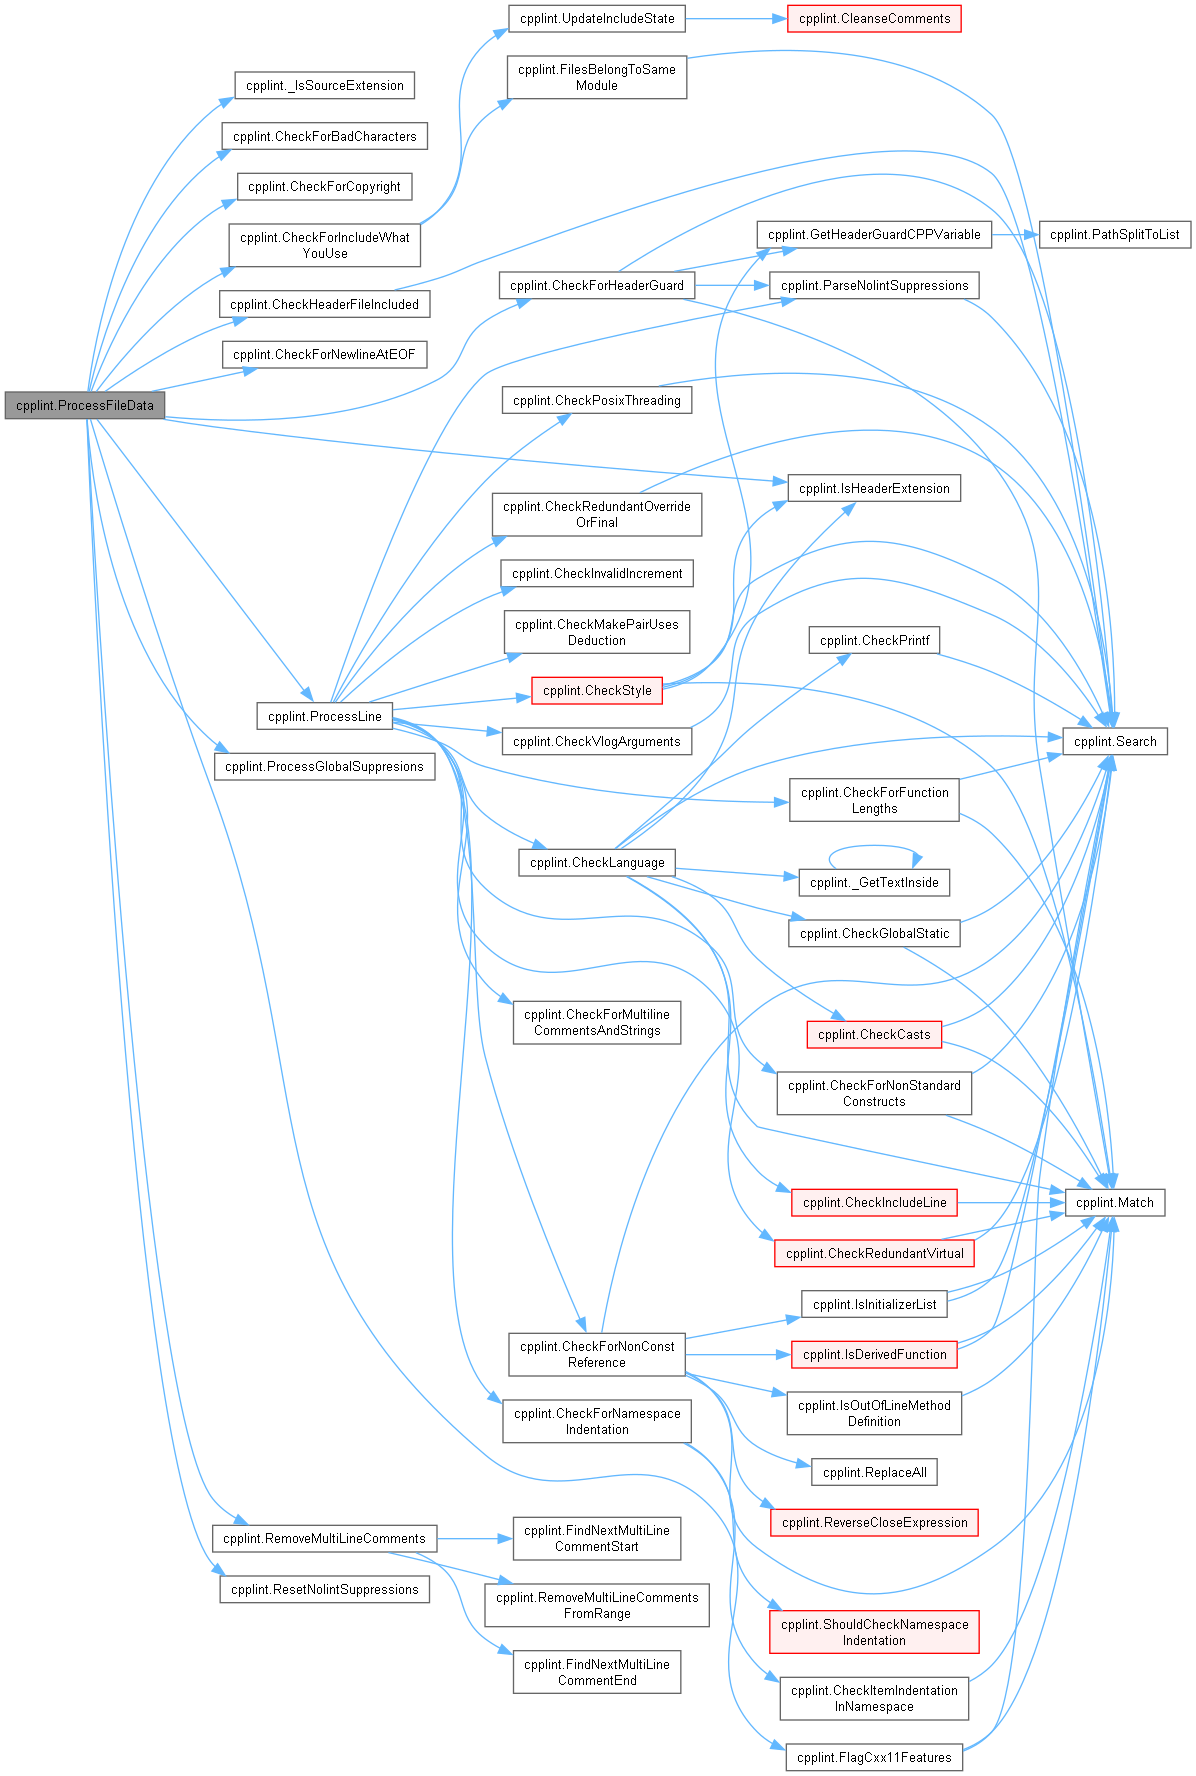 cpplint.UpdateIncludeState
cpplint.CleanseComments
cpplint.FilesBelongToSame
Module
cpplint._IsSourceExtension
cpplint.CheckForBadCharacters
cpplint.CheckForCopyright
cpplint.CheckForIncludeWhat
YouUse
cpplint.GetHeaderGuardCPPVariable
cpplint.PathSplitToList
cpplint.CheckForHeaderGuard
cpplint.ParseNolintSuppressions
cpplint.CheckHeaderFileIncluded
cpplint.CheckForNewlineAtEOF
cpplint.ProcessFileData
cpplint.CheckPosixThreading
cpplint.IsHeaderExtension
cpplint.CheckRedundantOverride
OrFinal
cpplint.CheckInvalidIncrement
cpplint.CheckMakePairUses
Deduction
cpplint.CheckPrintf
cpplint.CheckStyle
cpplint.ProcessLine
cpplint.CheckVlogArguments
cpplint.Search
cpplint.ProcessGlobalSuppresions
cpplint.CheckForFunction
Lengths
cpplint.CheckLanguage
cpplint._GetTextInside
cpplint.CheckGlobalStatic
cpplint.CheckForMultiline
CommentsAndStrings
cpplint.CheckCasts
cpplint.CheckForNonStandard
Constructs
cpplint.CheckIncludeLine
cpplint.Match
cpplint.CheckRedundantVirtual
cpplint.IsInitializerList
cpplint.CheckForNonConst
Reference
cpplint.IsDerivedFunction
cpplint.IsOutOfLineMethod
Definition
cpplint.CheckForNamespace
Indentation
cpplint.ReplaceAll
cpplint.ReverseCloseExpression
cpplint.RemoveMultiLineComments
cpplint.FindNextMultiLine
CommentStart
cpplint.ResetNolintSuppressions
cpplint.RemoveMultiLineComments
FromRange
cpplint.ShouldCheckNamespace
Indentation
cpplint.FindNextMultiLine
CommentEnd
cpplint.CheckItemIndentation
InNamespace
cpplint.FlagCxx11Features